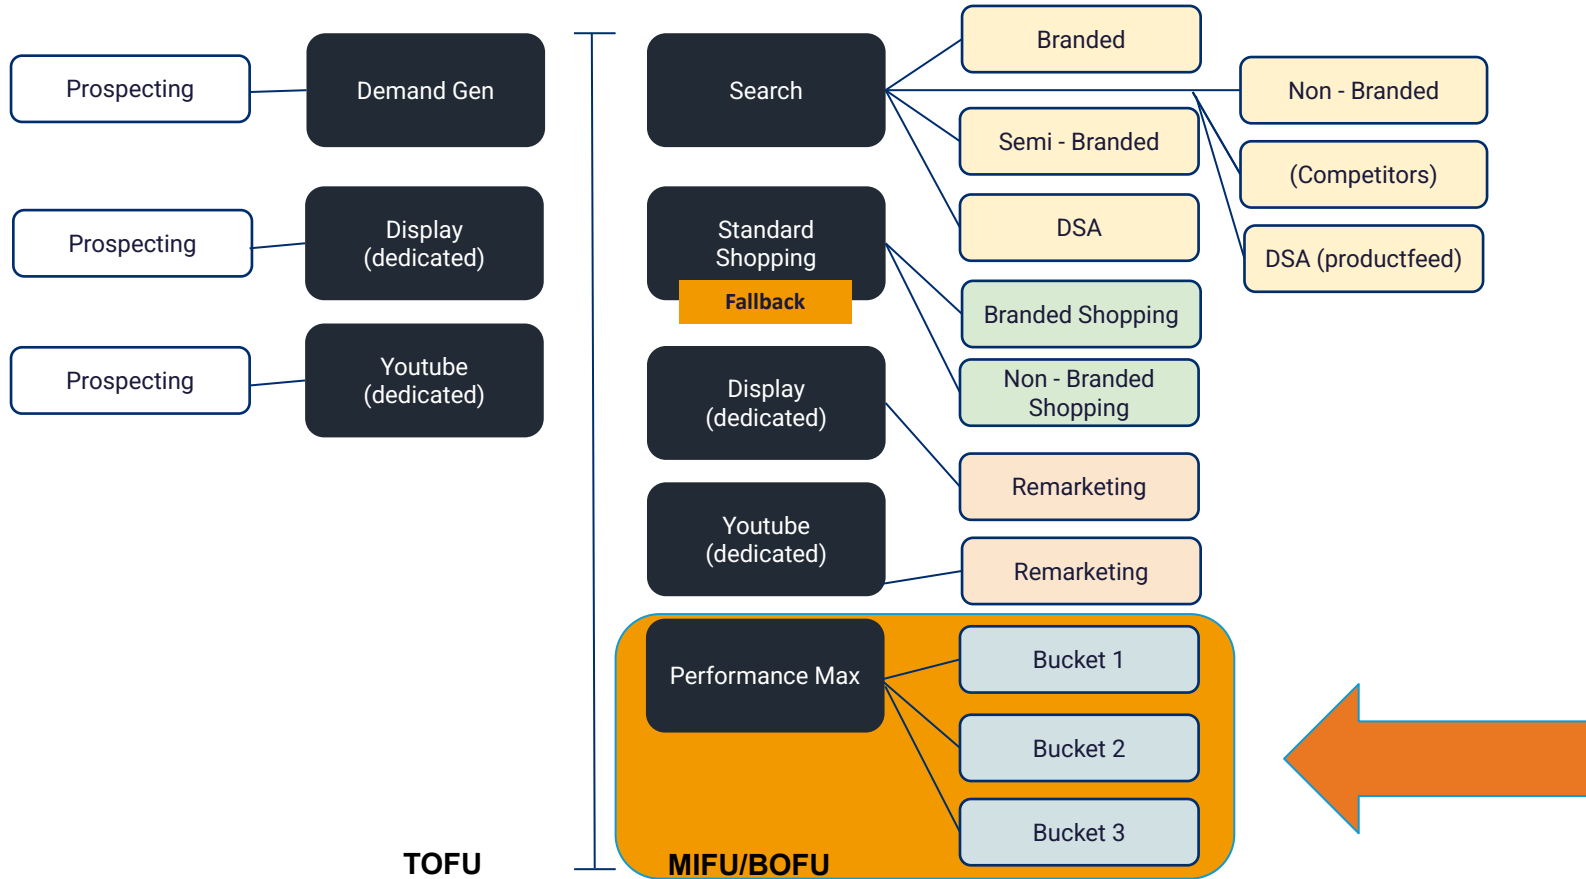 Prospecting
Demand Gen
Prospecting
Display
(dedicated)
Prospecting
Youtube
(dedicated)
TOFU
Search
Branded
Semi - Branded
DSA
Non - Branded
(Competitors)
DSA (productfeed)
Standard
Shopping
Fallback
Branded Shopping
Non - Branded
Shopping
Display
(dedicated)
Remarketing
Youtube
(dedicated)
Remarketing
Performance Max
Bucket 1
Bucket 2
Bucket 3
MIFU/BOFU